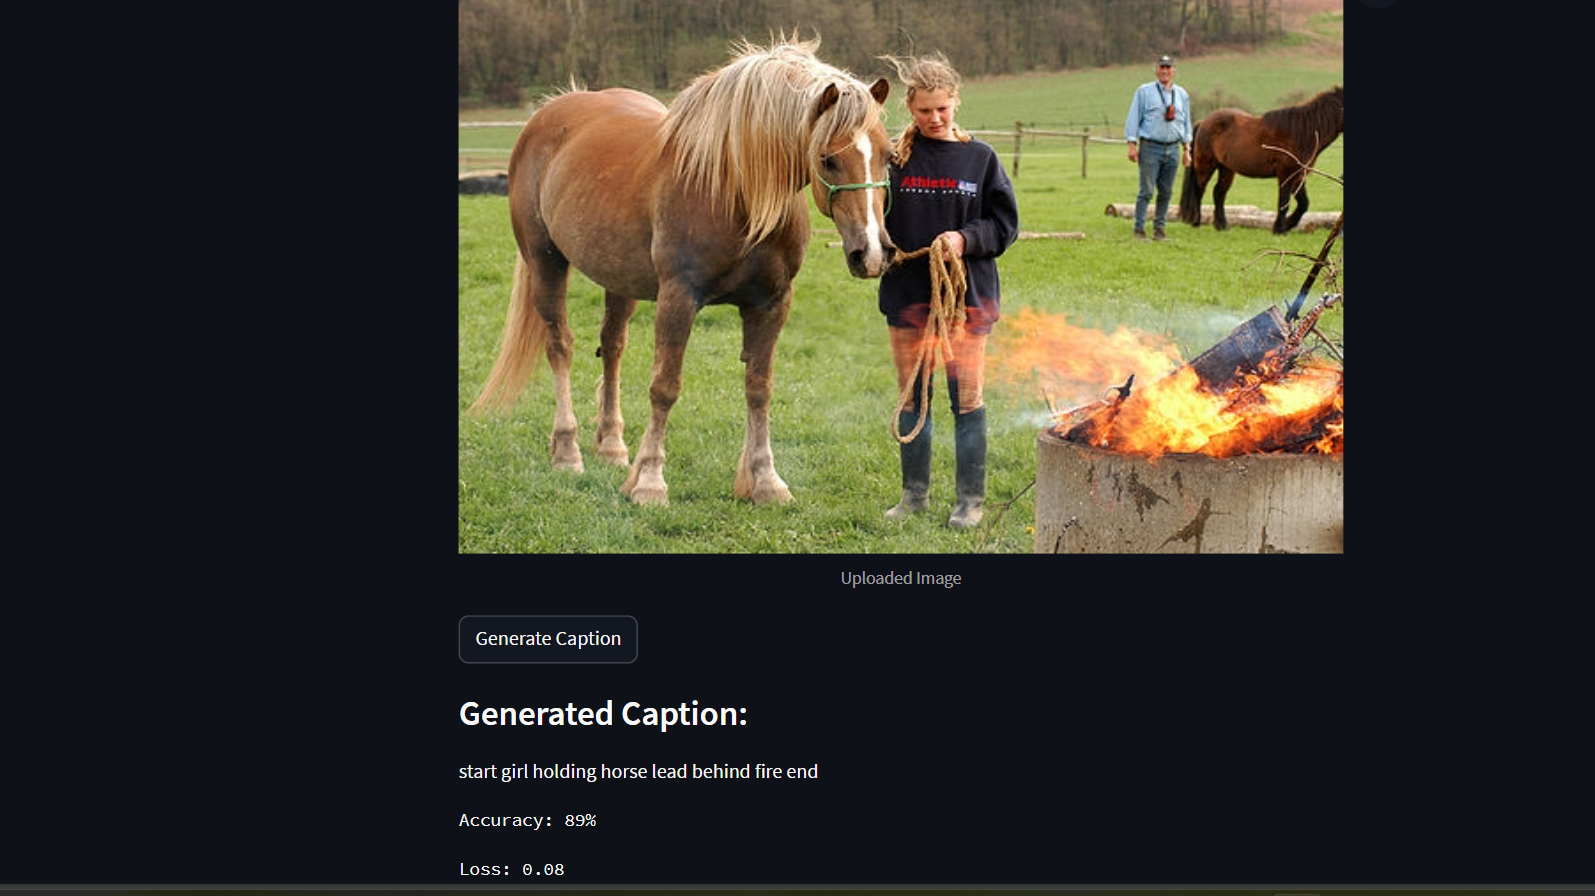 Athletic
Uploaded Image
Generate Caption
Generated Caption:
start girl holding horse lead behind fire end
Accuracy: 89%
Loss: 0.08